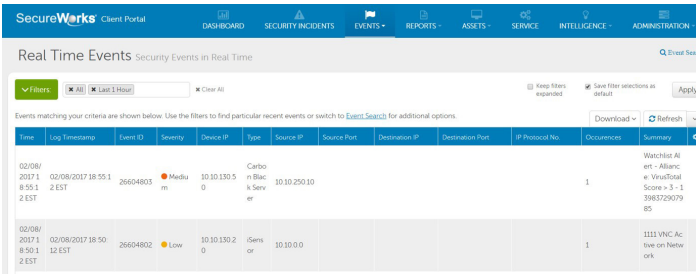 SecureWorks Client Portal
DASHBOARD
SECURITY INCIDENTS
EVENTS
REPORTS
ASSETS
SERVICE
INTELLIGENCE
ADMINISTRATION
Real Time Events Security Events in Real Time
Event Sea
Filters:
All
Last 1 Hour
Clear All
Keep filters
expanded
Save filter selections as
default
Apply
Events matching your criteria are shown below. Use the filters to find particular recent events or switch to Event Search for additional options.
Download
Refresh
Time Log Timestamp Event ID Severity Device IP Type Source IP Source Port Destination IP Destination Port IP Protocol No. Occurences Summary
02/08/
2017 1
8:55:1
2 EST
02/08/2017 18:55:1
2 EST
26604803
Mediu
m
10.10.130.5
0
Carbo
n Blac
k Serv
er
10.10.250.10
1
Watchlist Al
ert - Allianc
e: VirusTotal
Score > 3 - 1
3983729079
85
02/08/
2017 1
8:50:1
2 EST
02/08/2017 18:50:
12 EST
26604802
Low
10.10.130.2
0
iSens
or
10.10.0.0
1
1111 VNC Ac
tive on Netw
ork